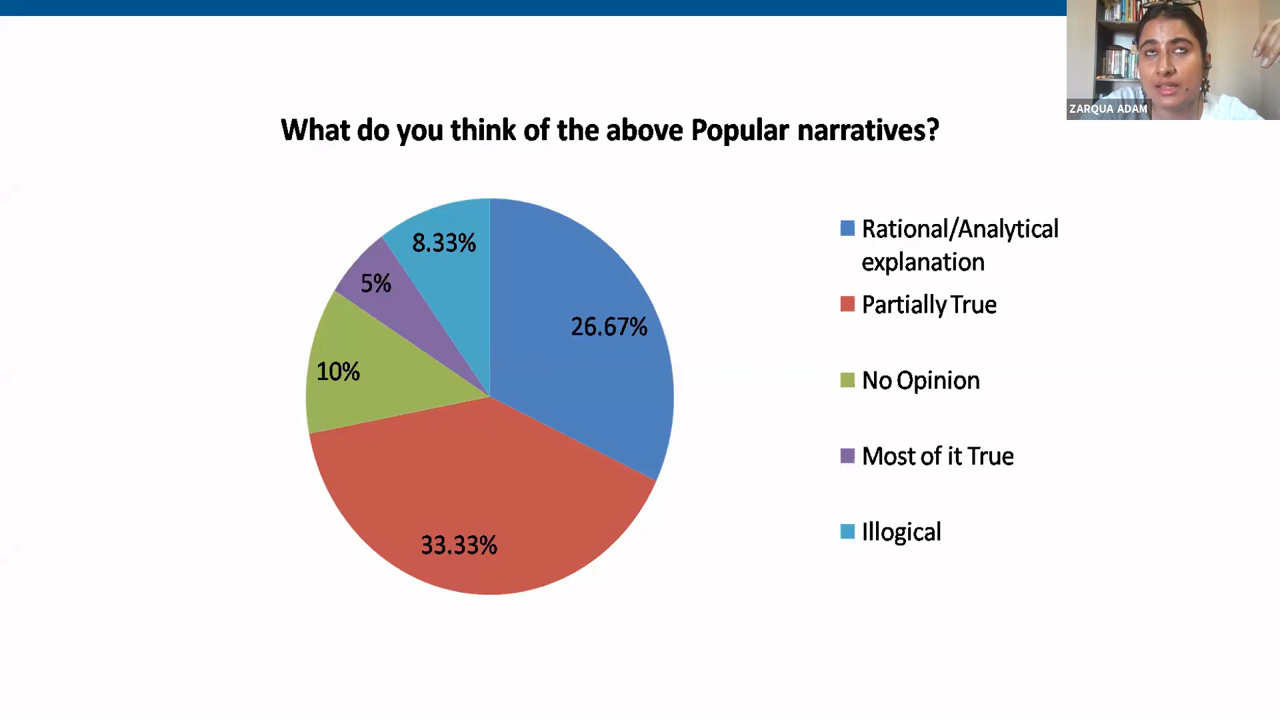 ZARQUA ADAM
What do you think of the above Popular narratives?
8.33%
5%
26.67%
10%
33.33%
Rational/Analytical
explanation
Partially True
No Opinion
Most of it True
Illogical